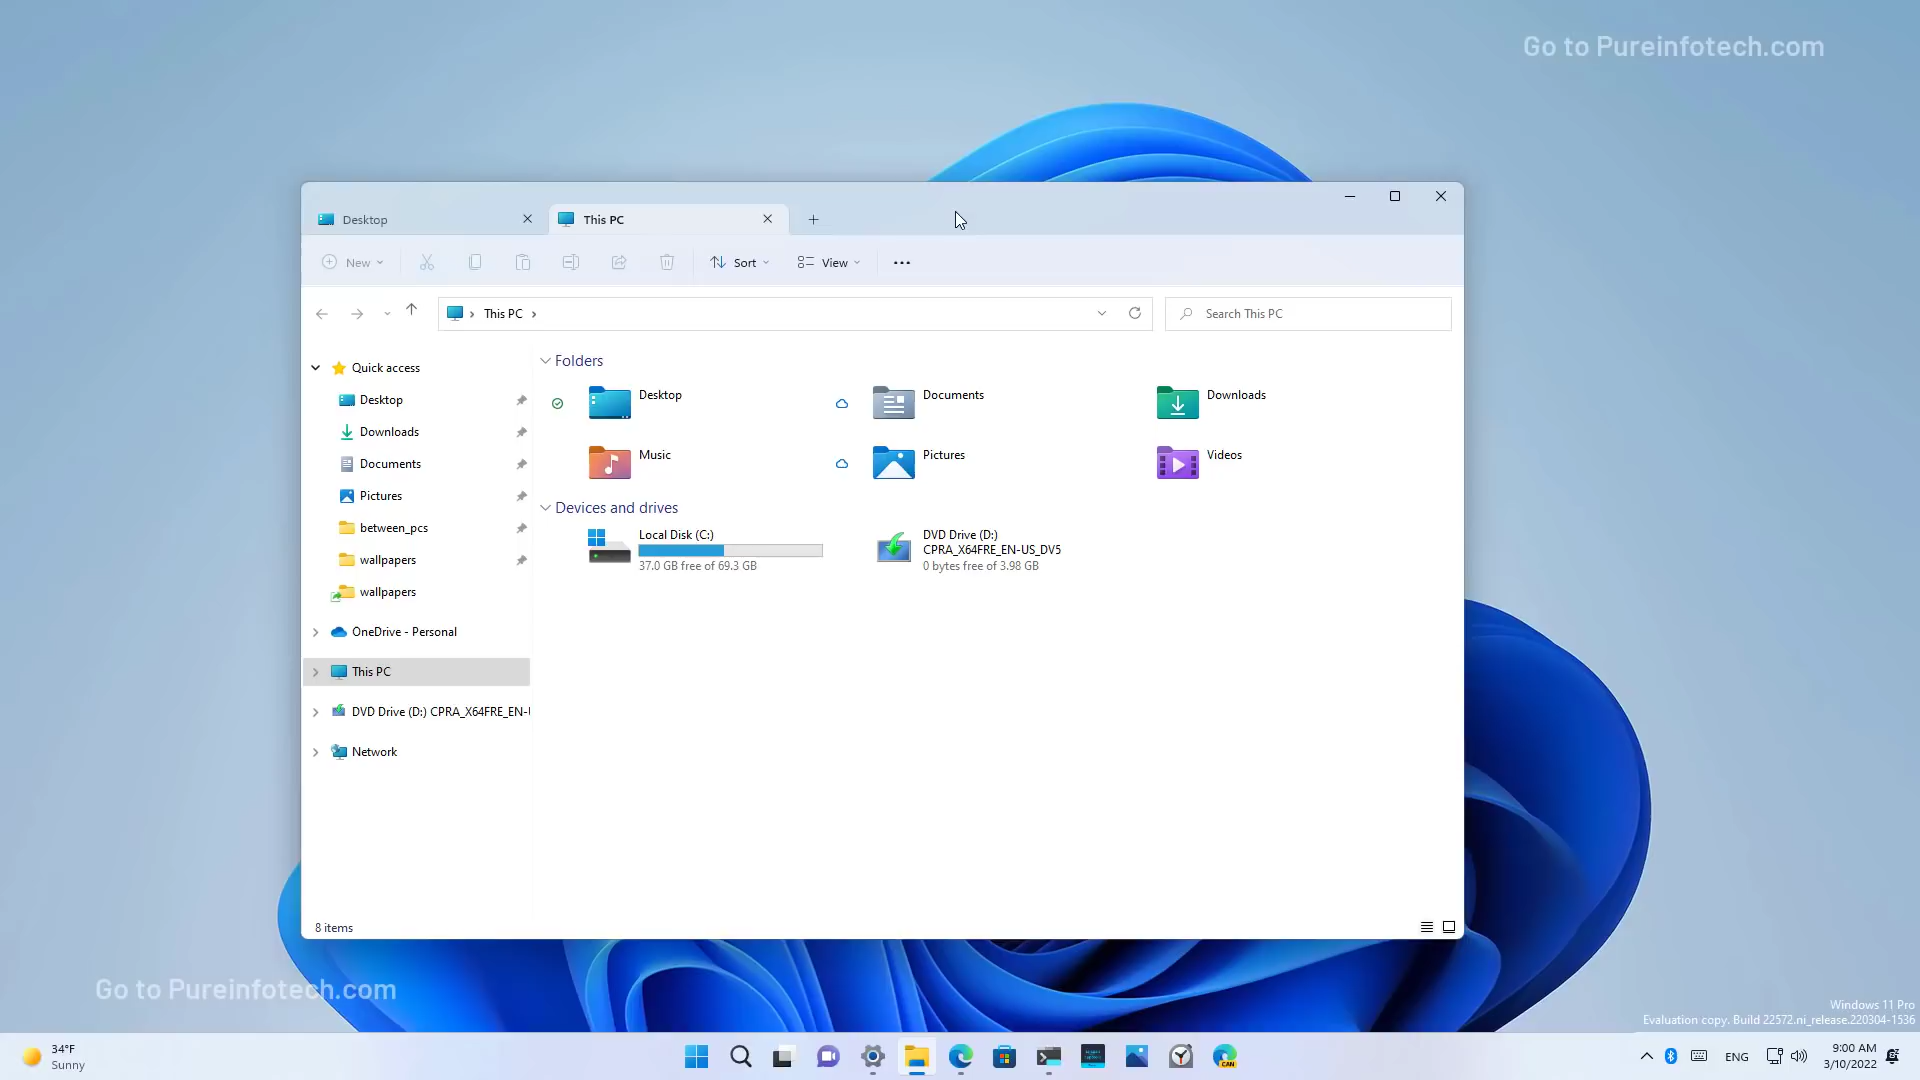 Go to Pureinfotech.com
Desktop
This PC
New
Sort
View
This PC
Search This PC
Quick access
Desktop
Downloads
Documents
Pictures
between_pcs
wallpapers
wallpapers
OneDrive - Personal
This PC
DVD Drive (D:) CPRA_X64FRE_EN-
Network
Folders
Desktop
Documents
Downloads
Music
Pictures
Videos
Devices and drives
Local Disk (C:)
37.0 GB free of 69.3 GB
DVD Drive (D:)
CPRA_X64FRE_EN-US_DV5
0 bytes free of 3.98 GB
8 items
Go to Pureinfotech.com
Windows 11 Pro
Evaluation copy. Build 22572.ni_release.220304-1536
34°F
Sunny
CAN
ENG
9:00 AM
3/10/2022